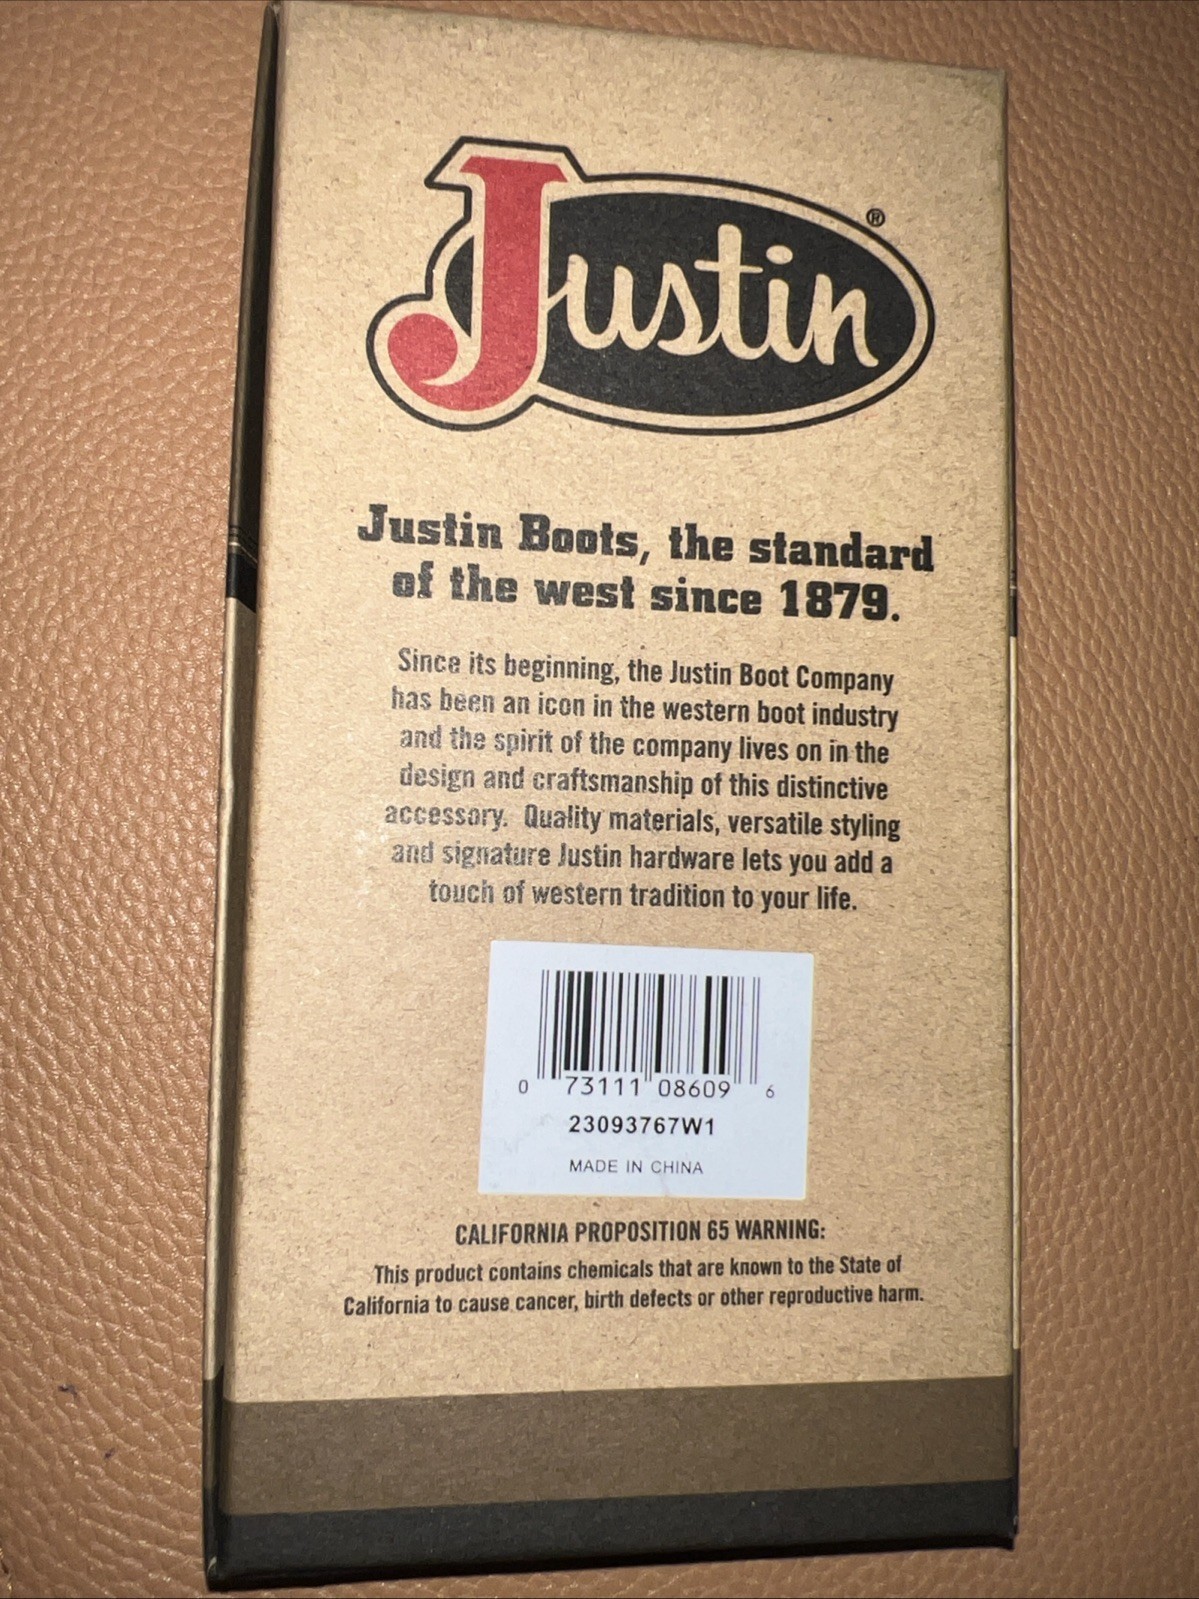 Justin®
Justin Boots, the standard
of the west since 1879.
Since its beginning, the Justin Boot Company
has been an icon in the western boot industry
and the spirit of the company lives on in the
design and craftsmanship of this distinctive
accessory. Quality materials, versatile styling
and signature Justin hardware lets you add a
touch of western tradition to your life.
0 73111 08609 6
23093767W1
MADE IN CHINA
CALIFORNIA PROPOSITION 65 WARNING:
This product contains chemicals that are known to the State of
California to cause cancer, birth defects or other reproductive harm.